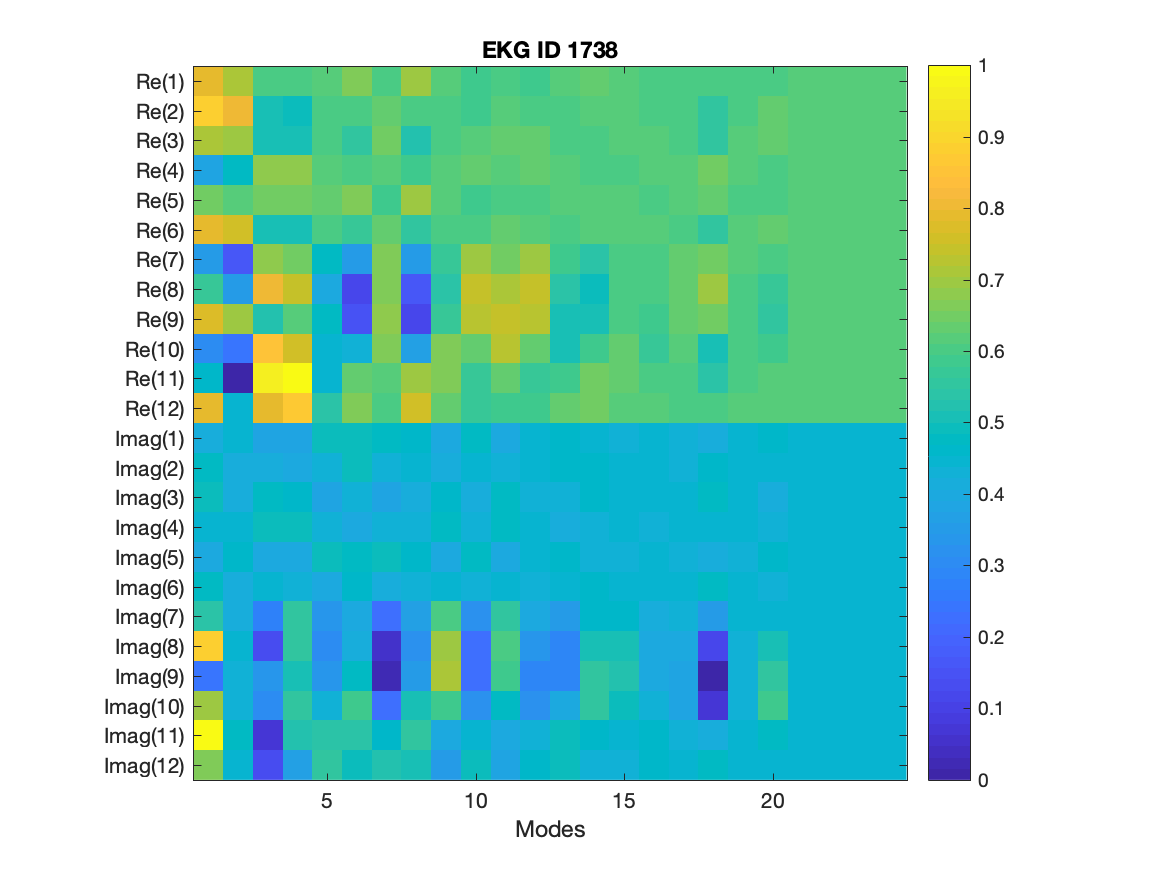 EKG ID 1738
Re(1)
Re(2)
Re(3)
Re(4)
Re(5)
Re(6)
Re(7)
Re(8)
Re(9)
Re(10)
Re(11)
Re(12)
Imag(1)
Imag(2)
Imag(3)
Imag(4)
Imag(5)
Imag(6)
Imag(7)
Imag(8)
Imag(9)
Imag(10)
Imag(11)
Imag(12)
5 10 15 20
Modes
1
0.9
0.8
0.7
0.6
0.5
0.4
0.3
0.2
0.1
0